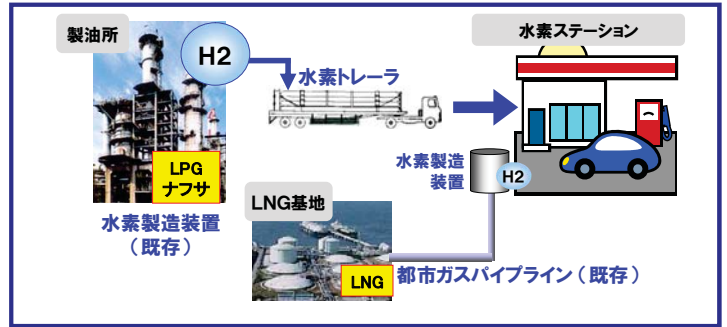 製油所
H2
水素ステーション
水素トレーラ
LPG
ナフサ
水素製造装置
（既存）
水素製造
装置
H2
LNG基地
LNG
都市ガスパイプライン（既存）